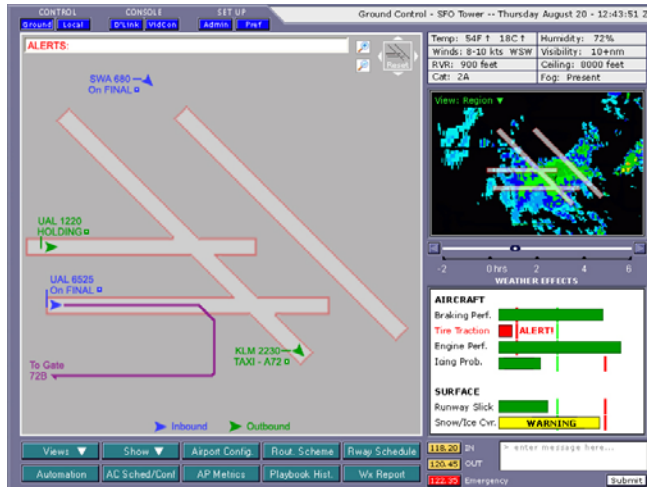 CONTROL CONSOLE SET UP
Ground Local D'Link VidCon Admin Pref
Ground Control - SFO Tower -- Thursday August 20 - 12:43:51 2
ALERTS:
Reset
Temp: 54F ↑ 18C ↑ Humidity: 72%
Winds: 8-10 kts WSW Visibility: 10+nm
RVR: 900 feet Ceiling: 8000 feet
Cat: 2A Fog: Present
View: Region ▼
SWA 680
On FINAL
UAL 1220
HOLDING
UAL 6525
On FINAL
KLM 2230
TAXI - A72
To Gate
72B
Inbound Outbound
-2 0 hrs 2 4 6
WEATHER EFFECTS
AIRCRAFT
Braking Perf.
Tire Traction ALERT!
Engine Perf.
Icing Prob.
SURFACE
Runway Slick
Snow/Ice Cvr. WARNING
Views ▼ Show ▼ Airport Config. Rout. Scheme Rway Schedule
Automation AC Sched/Conf AP Metrics Playbook Hist. Wx Report
118.20 IN
120.45 OUT
122.35 Emergency
> enter message here...
Submit